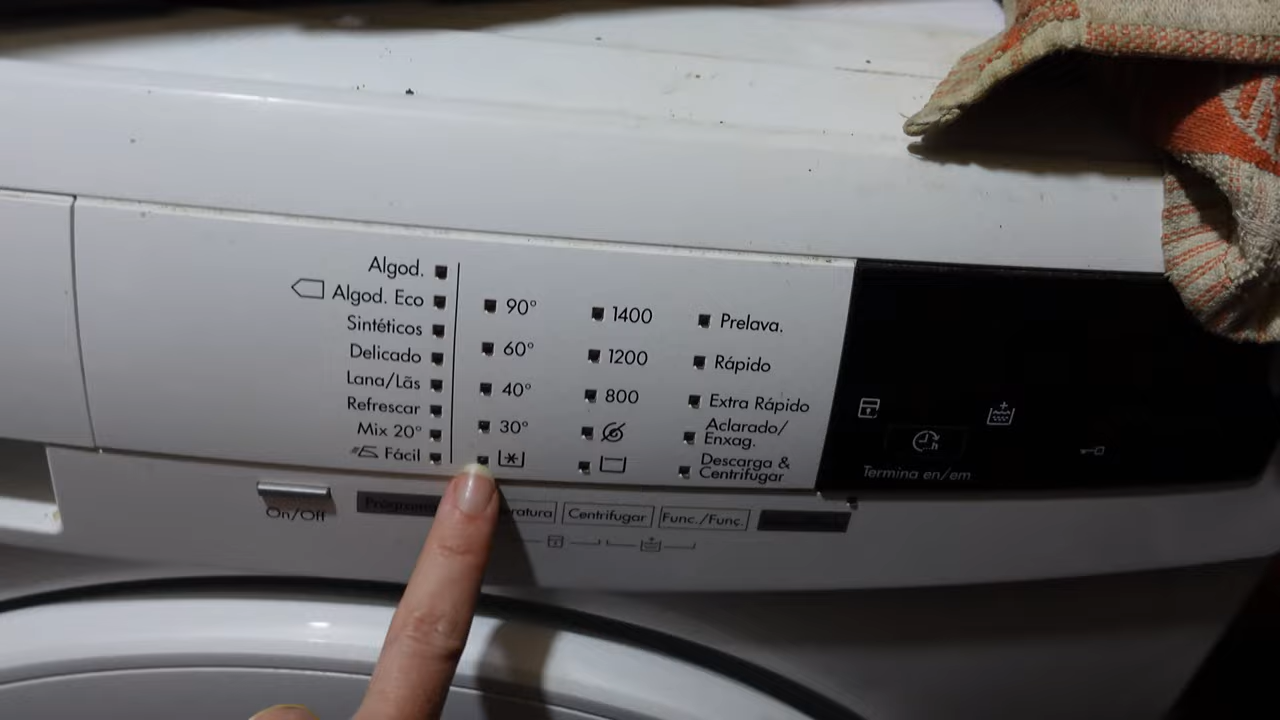 Algod.
Algod. Eco
Sintéticos
Delicado
Lana/Lãs
Refrescar
Mix 20°
Fácil
90°
60°
40°
30°
1400
1200
800
Prelava.
Rápido
Extra Rápido
Aclarado/
Enxag.
Descarga &
Centrifugar
Termina en/em
On/Off
Centrifugar
Func./Funç.